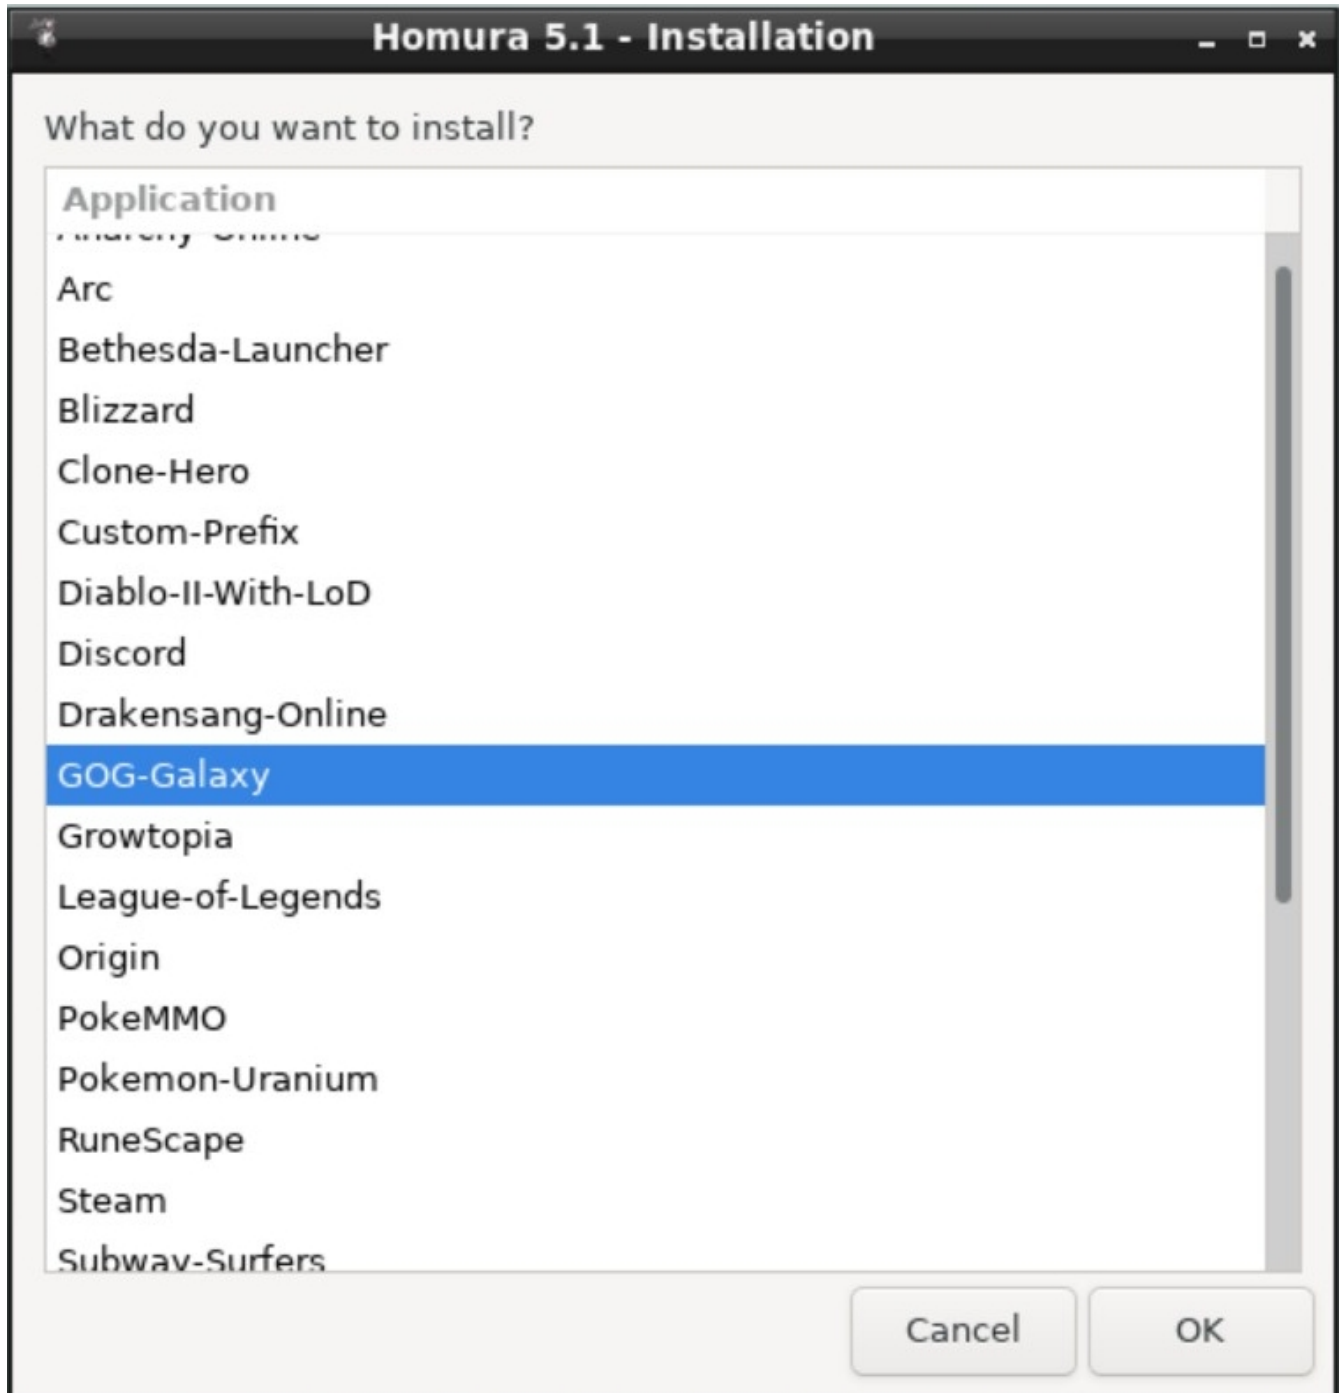 Homura 5.1 - Installation
What do you want to install?
Application
Anarchy-Online
Arc
Bethesda-Launcher
Blizzard
Clone-Hero
Custom-Prefix
Diablo-II-With-LoD
Discord
Drakensang-Online
GOG-Galaxy
Growtopia
League-of-Legends
Origin
PokeMMO
Pokemon-Uranium
RuneScape
Steam
Subway-Surfers
Cancel
OK